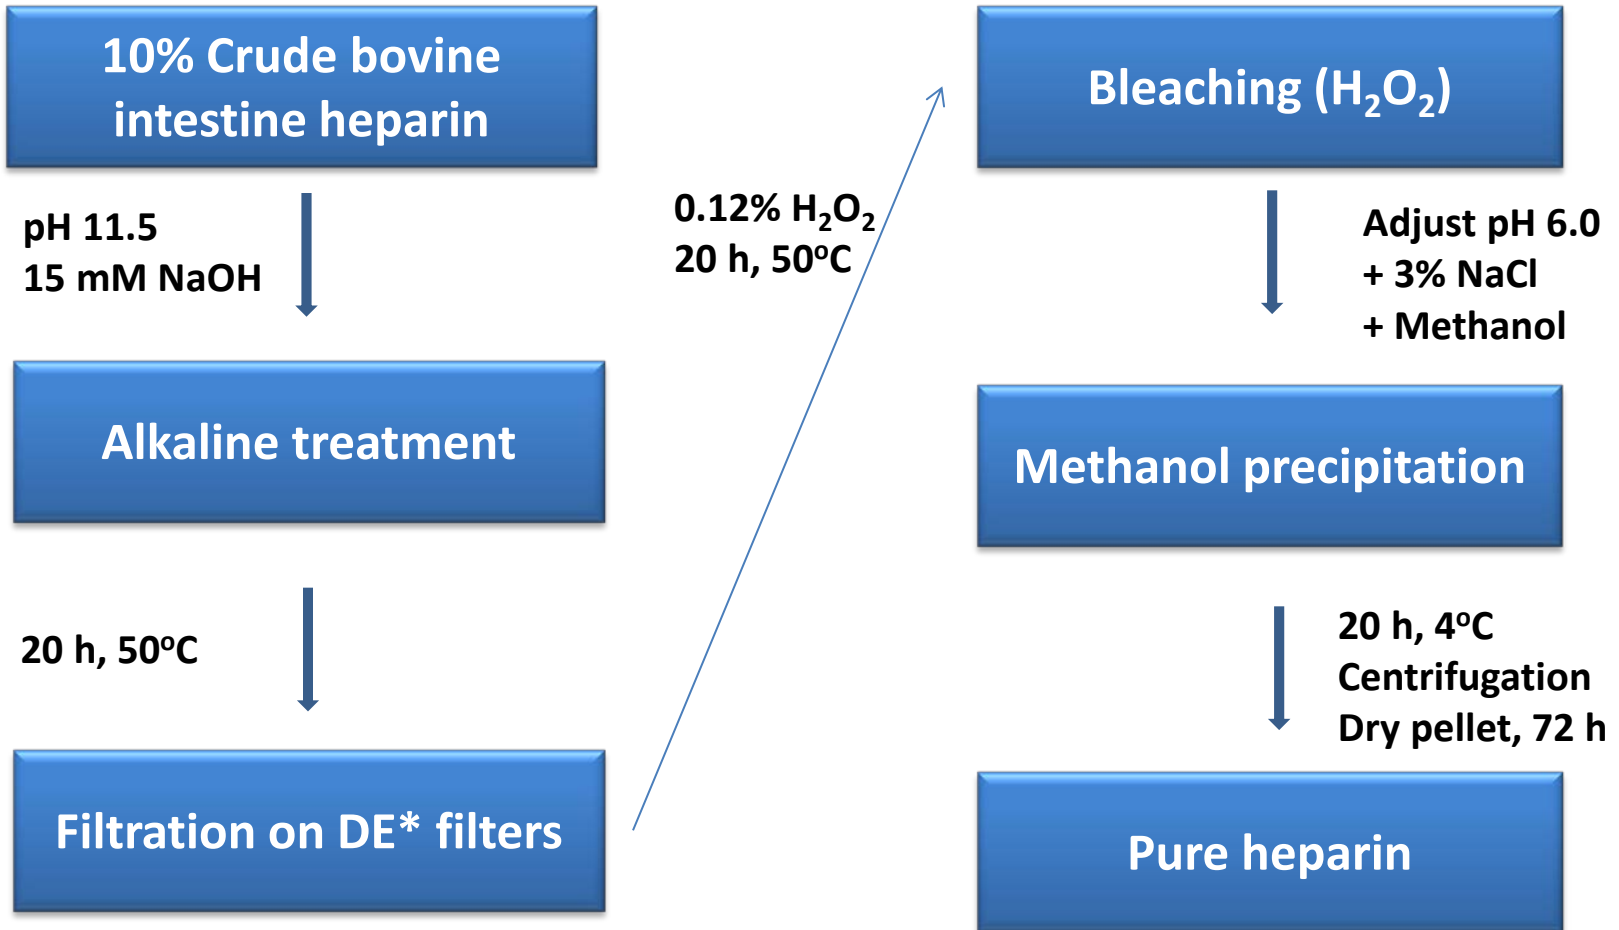 10% Crude bovine
intestine heparin
pH 11.5
15 mM NaOH
Alkaline treatment
20 h, 50ºC
Filtration on DE* filters
0.12% H₂O₂
20 h, 50ºC
Bleaching (H₂O₂)
Adjust pH 6.0
+ 3% NaCl
+ Methanol
Methanol precipitation
20 h, 4ºC
Centrifugation
Dry pellet, 72 h
Pure heparin